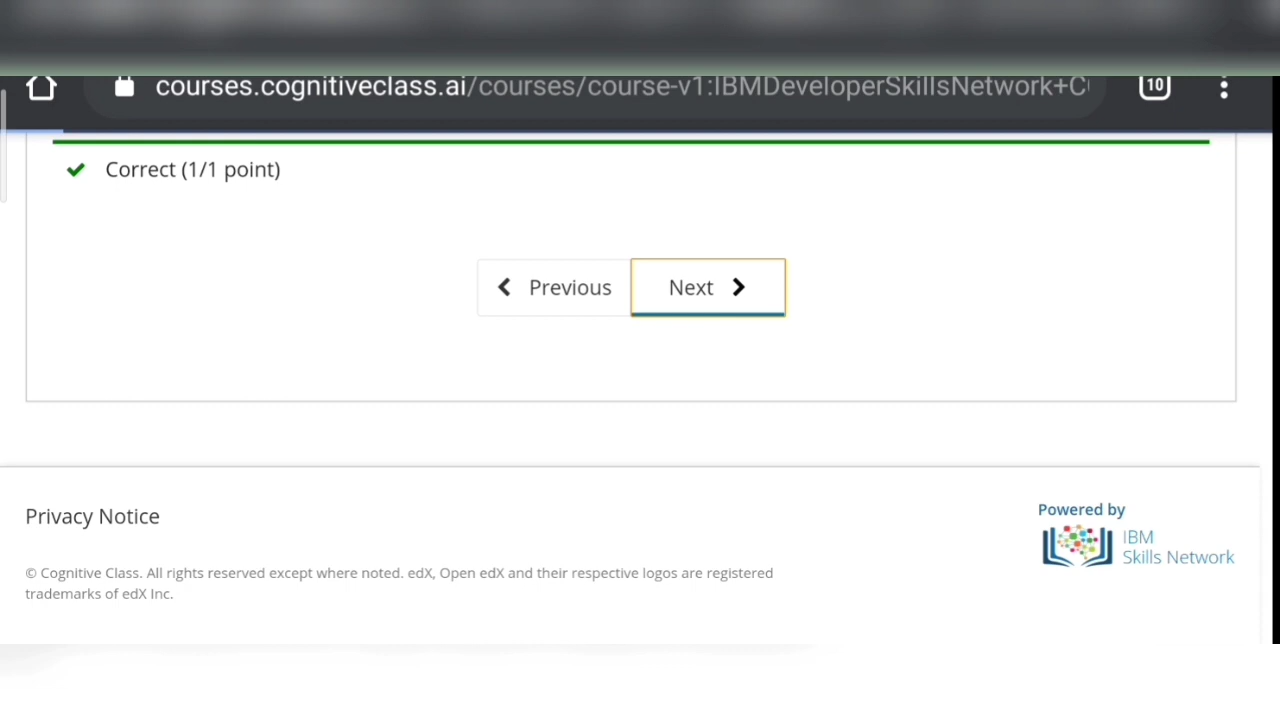 courses.cognitiveclass.ai/courses/course-v1:IBMDeveloperSkillsNetwork+C
10
Correct (1/1 point)
Previous
Next
Privacy Notice
Powered by
IBM
Skills Network
© Cognitive Class. All rights reserved except where noted. edX, Open edX and their respective logos are registered
trademarks of edX Inc.